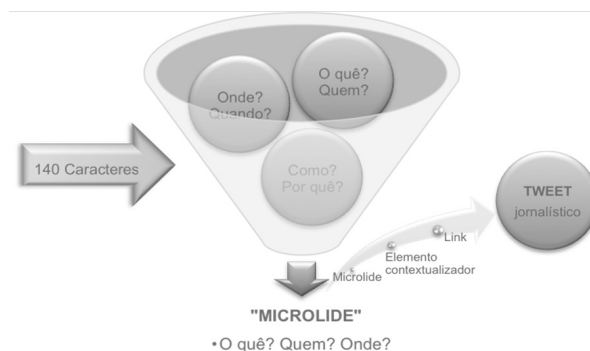 O quê?
Quem?
Onde?
Quando?
140 Caracteres
Como?
Por quê?
TWEET
jornalístico
Link
Elemento
contextualizador
Microlide
"MICROLIDE"
•O quê? Quem? Onde?